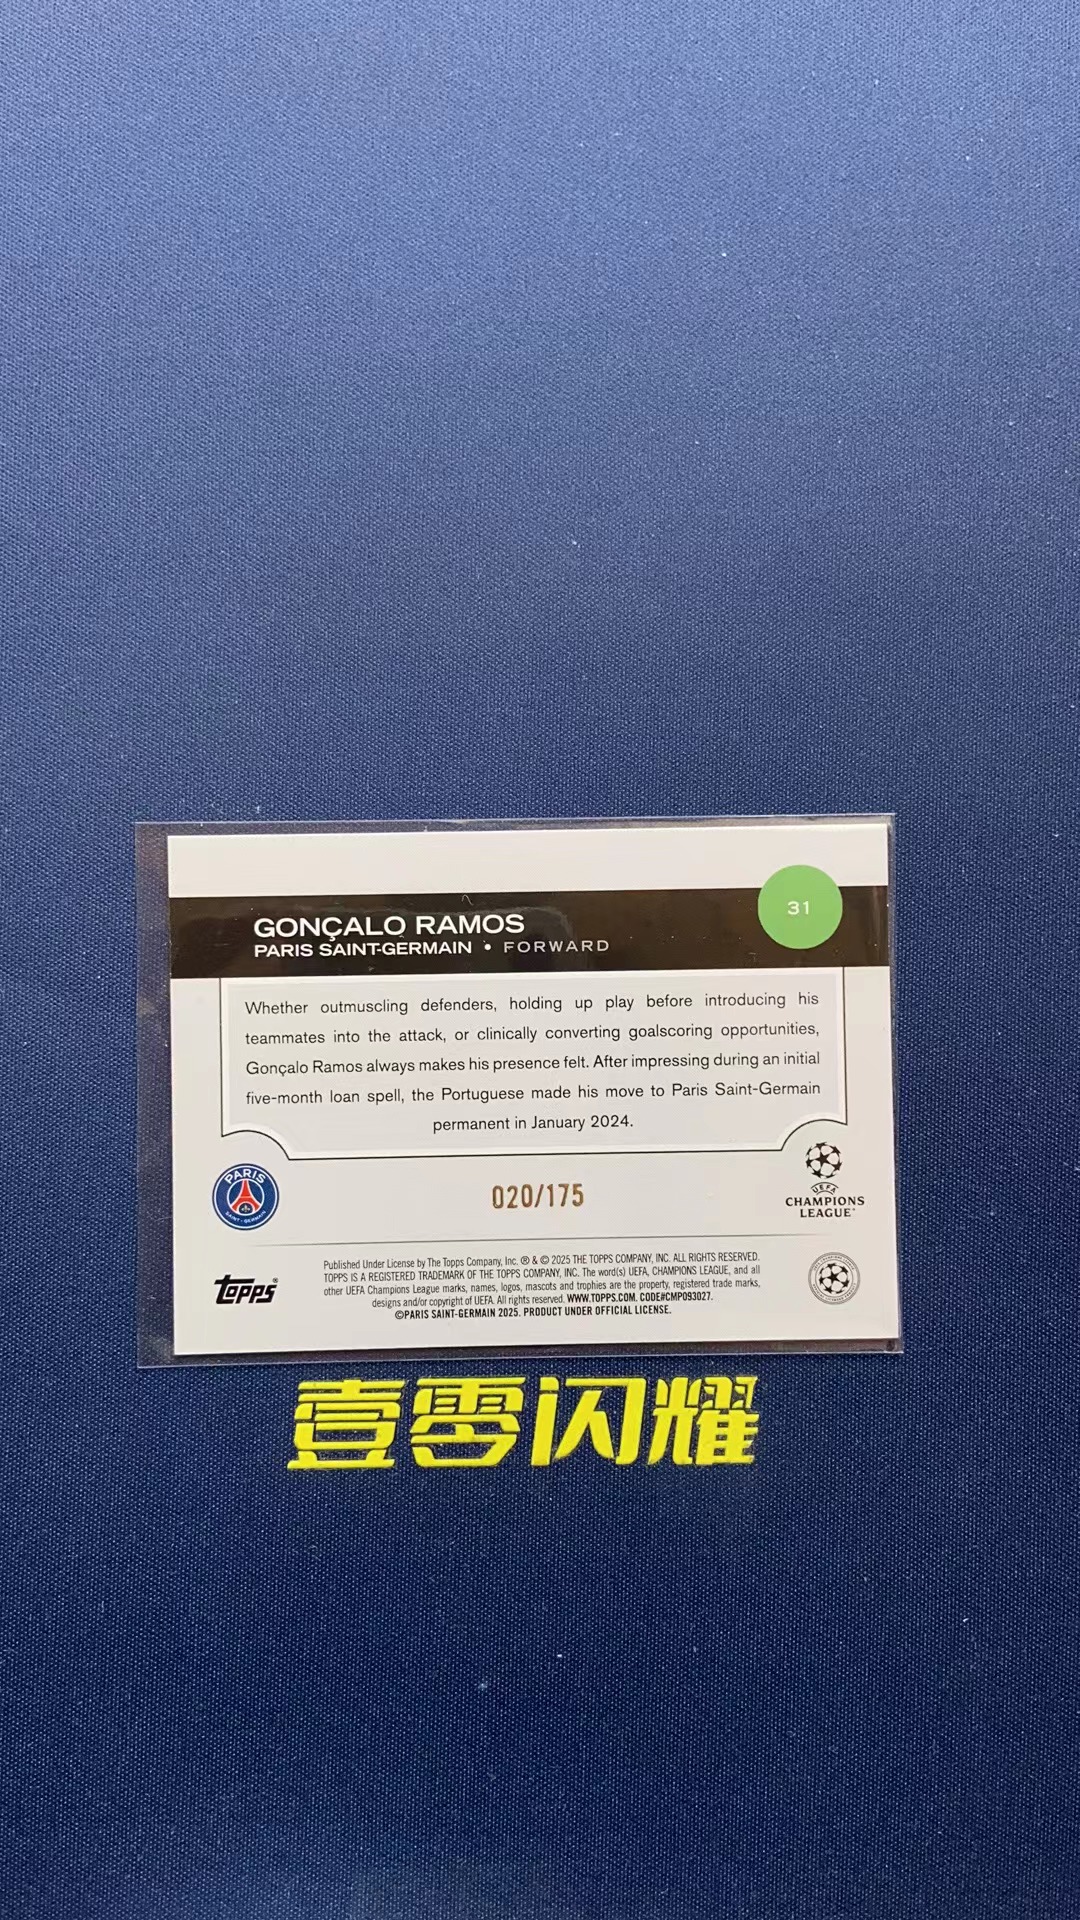 31
GONÇALO RAMOS
PARIS SAINT-GERMAIN • FORWARD
Whether outmuscling defenders, holding up play before introducing his
teammates into the attack, or clinically converting goalscoring opportunities,
Gonçalo Ramos always makes his presence felt. After impressing during an initial
five-month loan spell, the Portuguese made his move to Paris Saint-Germain
permanent in January 2024.
PARIS
SAINT-GERMAIN
020/175
UEFA
CHAMPIONS
LEAGUE™
topps®
Published Under License by The Topps Company, Inc. ® & © 2025 THE TOPPS COMPANY, INC. ALL RIGHTS RESERVED.
TOPPS IS A REGISTERED TRADEMARK OF THE TOPPS COMPANY, INC. The word(s) UEFA, CHAMPIONS LEAGUE, and all
other UEFA Champions League marks, names, logos, mascots and trophies are the property, registered trade marks,
designs and/or copyright of UEFA. All rights reserved. WWW.TOPPS.COM. CODE#CMP093027.
©PARIS SAINT-GERMAIN 2025. PRODUCT UNDER OFFICIAL LICENSE.
壹零闪耀